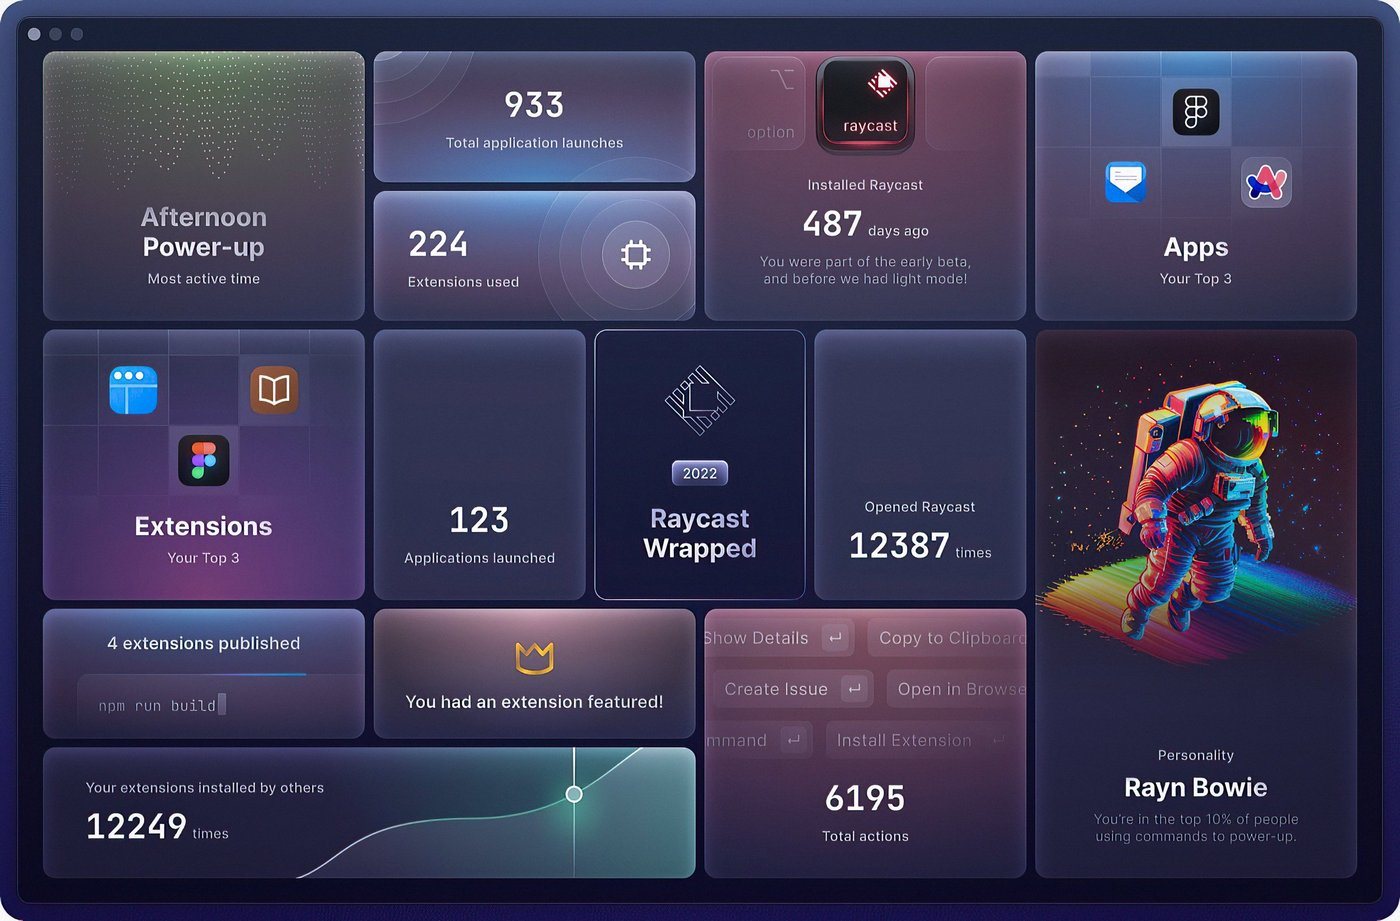 Afternoon
Power-up
Most active time
933
Total application launches
224
Extensions used
option
raycast
Installed Raycast
487 days ago
You were part of the early beta,
and before we had light mode!
Apps
Your Top 3
Extensions
Your Top 3
123
Applications launched
2022
Raycast
Wrapped
Opened Raycast
12387 times
4 extensions published
npm run build
You had an extension featured!
Your extensions installed by others
12249 times
Show Details
Copy to Clipboard
Create Issue
Open in Browse
mmand
Install Extension
6195
Total actions
Personality
Rayn Bowie
You're in the top 10% of people
using commands to power-up.